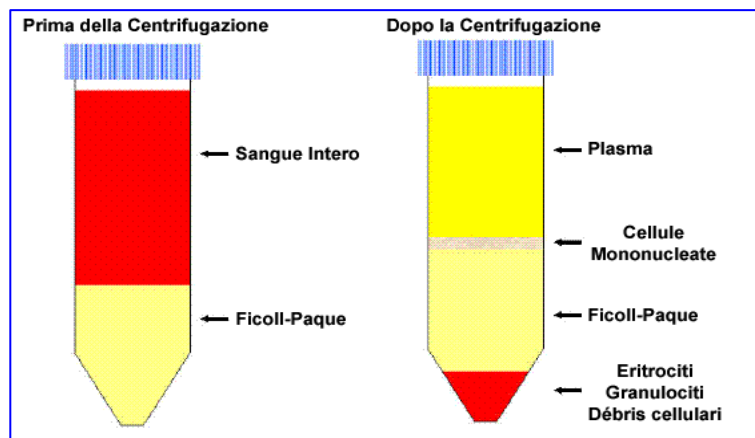 Prima della Centrifugazione
Sangue Intero
Ficoll-Paque
Dopo la Centrifugazione
Plasma
Cellule
Mononucleate
Ficoll-Paque
Eritrociti
Granulociti
Débris cellulari